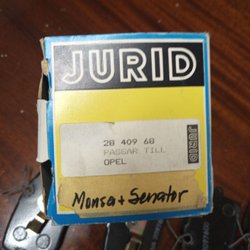 JURID
28 409 60
PASSAR TILL
OPEL
JURID
Monsa + Senator